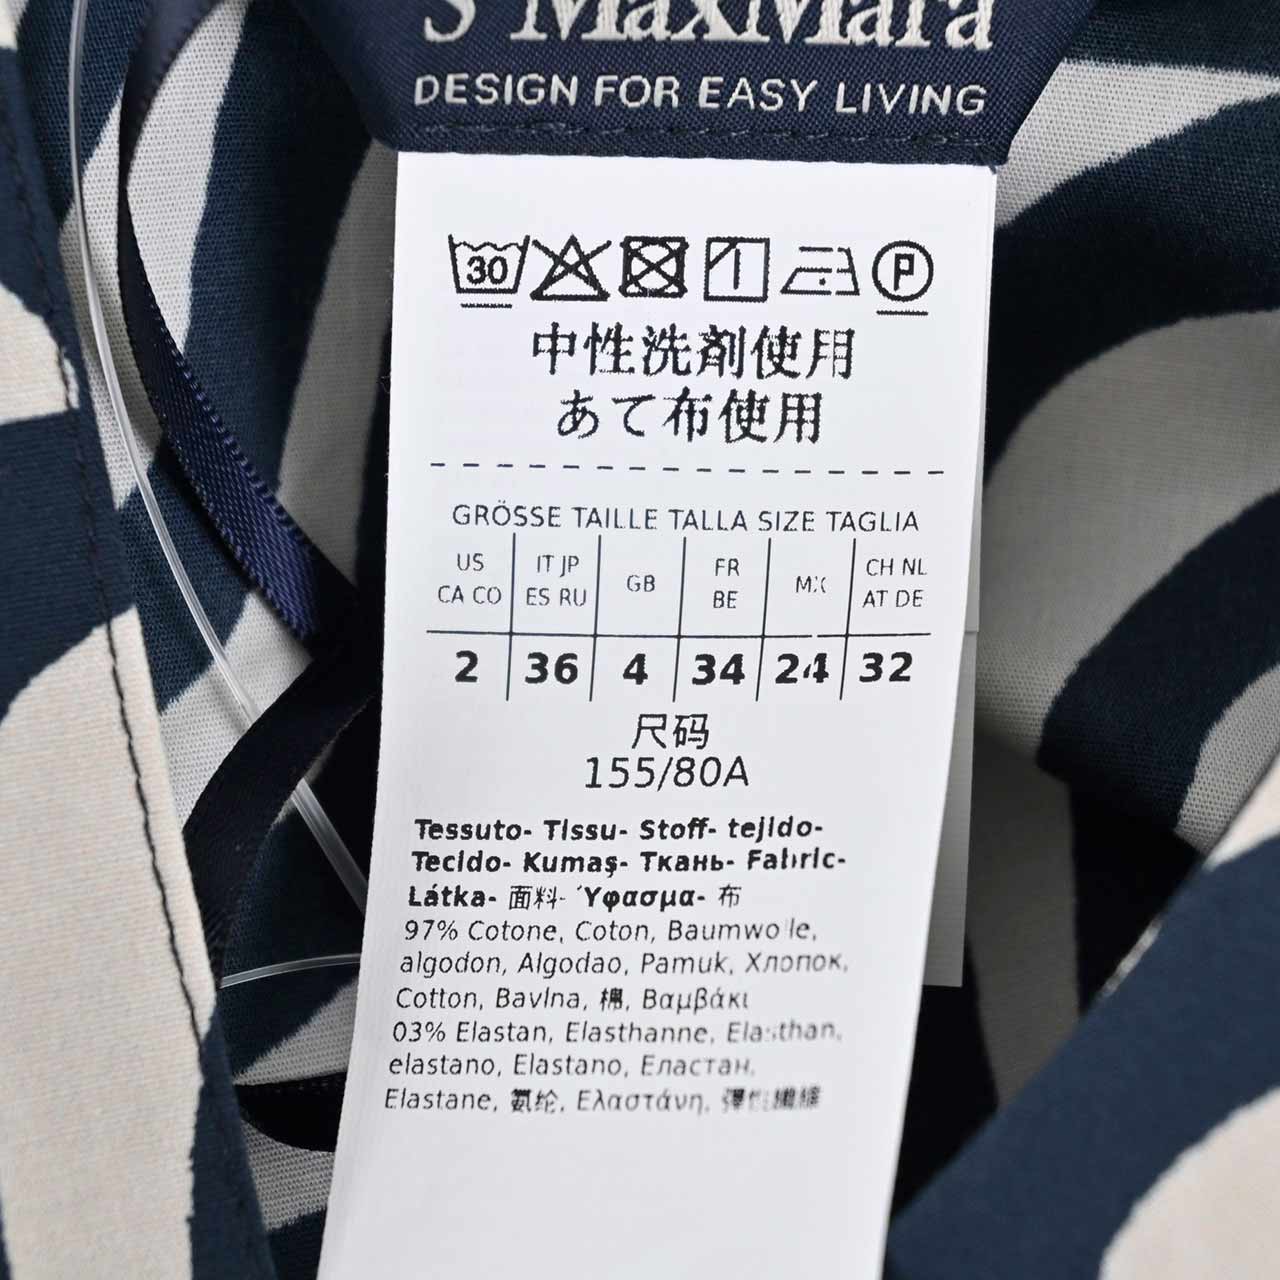 S MaxMara
DESIGN FOR EASY LIVING
30
P
中性洗剤使用
あて布使用
GRÖSSE TAILLE TALLA SIZE TAGLIA
US IT JP GB FR MX CH NL
CA CO ES RU BE AT DE
2 36 4 34 24 32
尺码
155/80A
Tessuto- Tissu- Stoff- tejido-
Tecido- Kumaş- Ткань- Fabric-
Látka- 面料- Ύφασμα- 布
97% Cotone, Coton, Baumwolle,
algodon, Algodao, Pamuk, Хлопок,
Cotton, Bavlna, 棉, Βαμβάκι
03% Elastan, Elasthanne, Elasthan,
elastano, Elastano, Еластан,
Elastane, 氨纶, Ελαστάνη, 彈性纖維